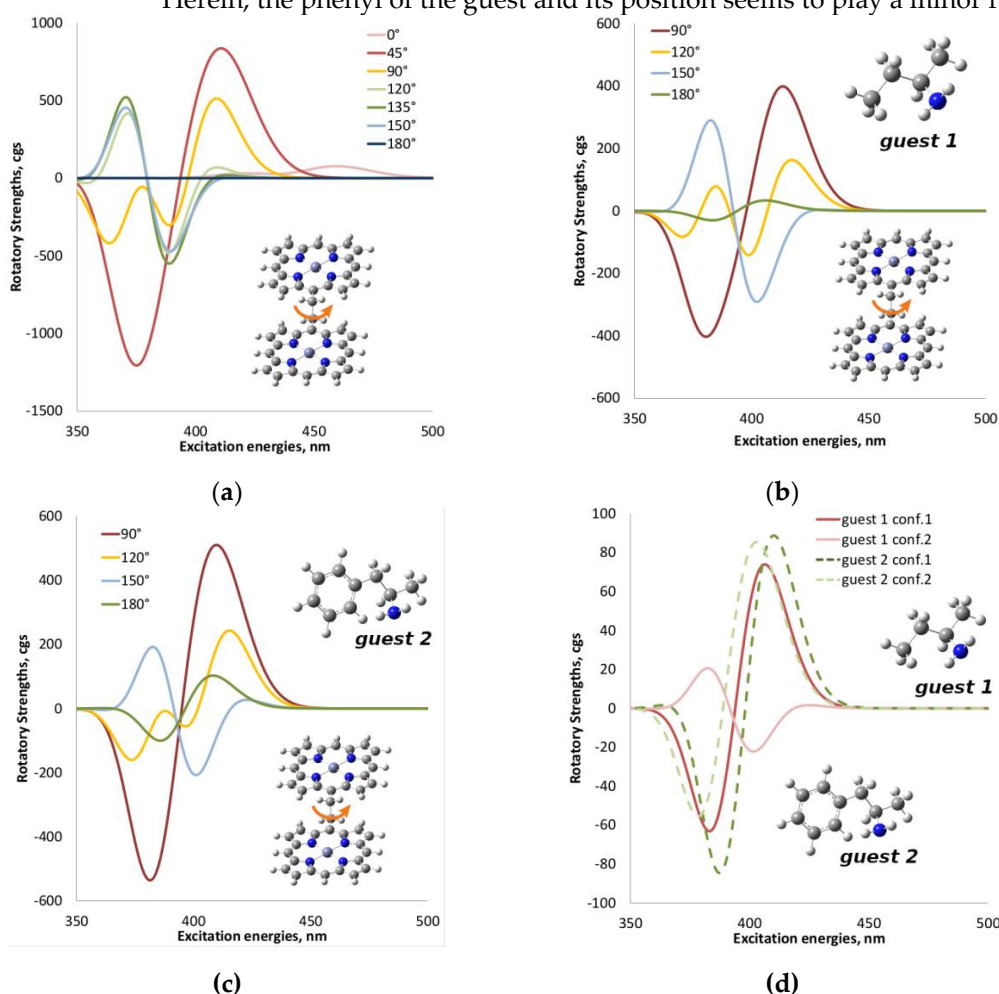 Herein, the phenyl of the guest and its position seems to play a minor
1000
500
0
-500
-1000
-1500
350
400
450
500
Rotatory Strengths, cgs
Excitation energies, nm
0°
45°
90°
120°
135°
150°
180°
(a)
600
400
200
0
-200
-400
-600
350
400
450
500
Rotatory Strengths, cgs
Excitation energies, nm
90°
120°
150°
180°
guest 1
(b)
600
400
200
0
-200
-400
-600
350
400
450
500
Rotatory Strengths, cgs
Excitation energies, nm
90°
120°
150°
180°
guest 2
(c)
100
80
60
40
20
0
-20
-40
-60
-80
-100
350
400
450
500
Rotatory Strengths, cgs
Excitation energies, nm
guest 1 conf.1
guest 1 conf.2
guest 2 conf.1
guest 2 conf.2
guest 1
guest 2
(d)